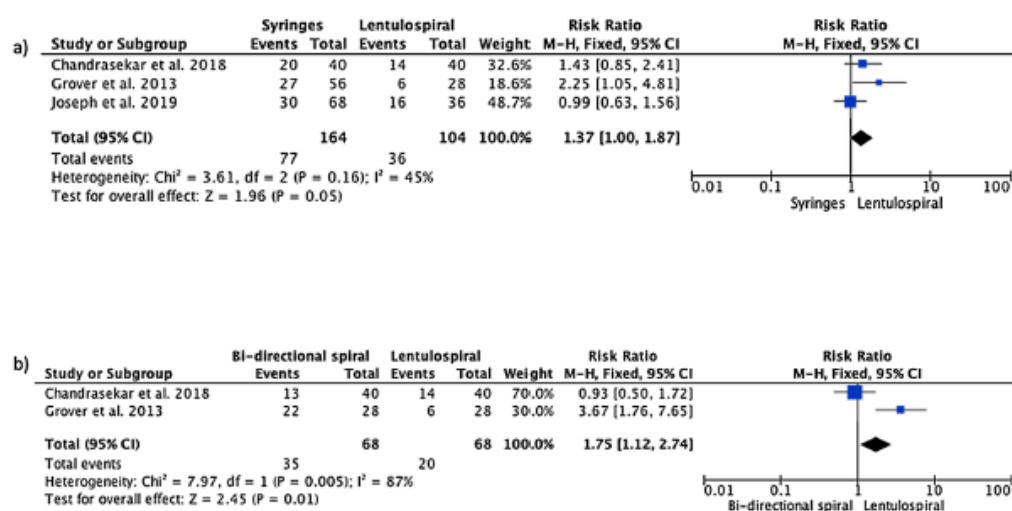 a)
Syringes Lentulospiral Risk Ratio Risk Ratio
Study or Subgroup Events Total Events Total Weight M-H, Fixed, 95% CI M-H, Fixed, 95% CI
Chandrasekar et al. 2018 20 40 14 40 32.6% 1.43 [0.85, 2.41]
Grover et al. 2013 27 56 6 28 18.6% 2.25 [1.05, 4.81]
Joseph et al. 2019 30 68 16 36 48.7% 0.99 [0.63, 1.56]
Total (95% CI) 164 104 100.0% 1.37 [1.00, 1.87]
Total events 77 36
Heterogeneity: Chi² = 3.61, df = 2 (P = 0.16); I² = 45%
Test for overall effect: Z = 1.96 (P = 0.05)
0.01 0.1 1 10 100
Syringes Lentulospiral
b)
Bi-directional spiral Lentulospiral Risk Ratio Risk Ratio
Study or Subgroup Events Total Events Total Weight M-H, Fixed, 95% CI M-H, Fixed, 95% CI
Chandrasekar et al. 2018 13 40 14 40 70.0% 0.93 [0.50, 1.72]
Grover et al. 2013 22 28 6 28 30.0% 3.67 [1.76, 7.65]
Total (95% CI) 68 68 100.0% 1.75 [1.12, 2.74]
Total events 35 20
Heterogeneity: Chi² = 7.97, df = 1 (P = 0.005); I² = 87%
Test for overall effect: Z = 2.45 (P = 0.01)
0.01 0.1 1 10 100
Bi-directional spiral Lentulospiral